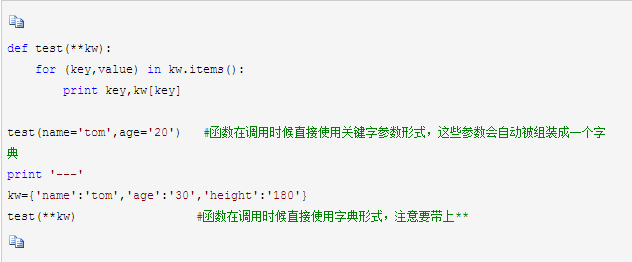 def test(**kw):
    for (key,value) in kw.items():
        print key,kw[key]
test(name='tom',age='20')   #函数在调用时候直接使用关键字参数形式，这些参数会自动被组装成一个字
典
print '---'
kw={'name':'tom','age':'30','height':'180'}
test(**kw)                  #函数在调用时候直接使用字典形式，注意要带上**